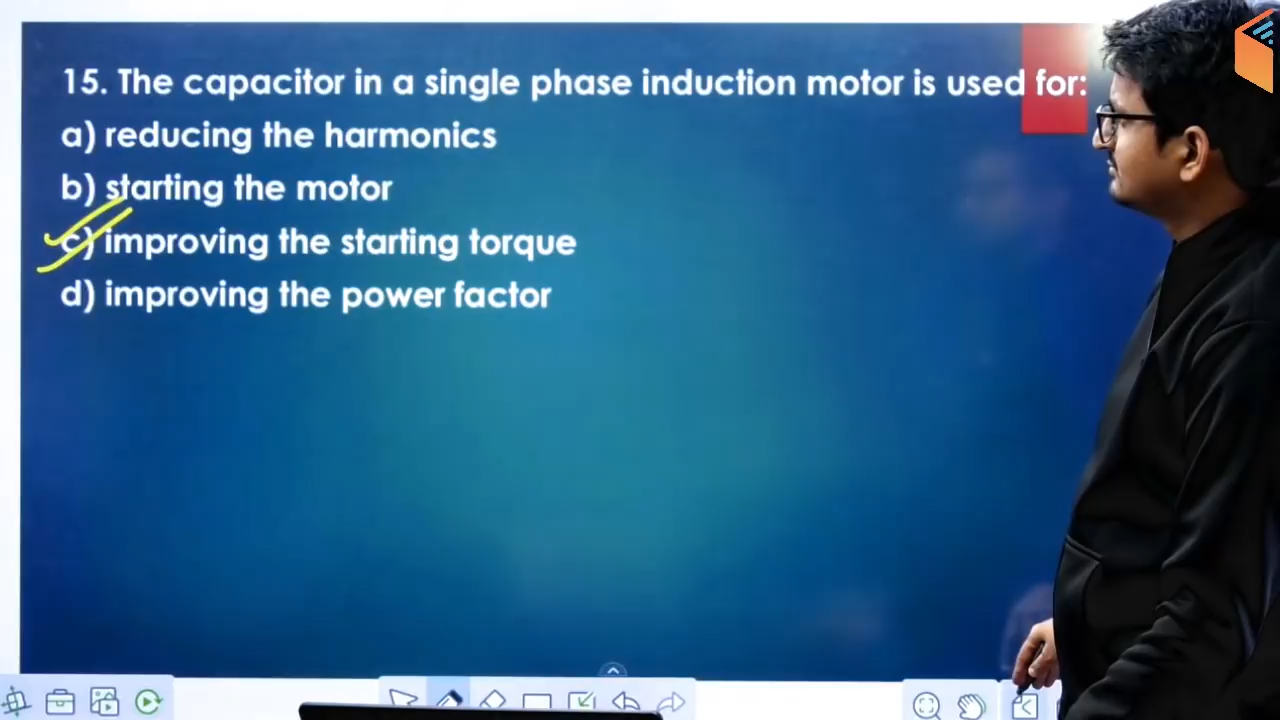 15. The capacitor in a single phase induction motor is used for:
a) reducing the harmonics
b) starting the motor
c) improving the starting torque
d) improving the power factor